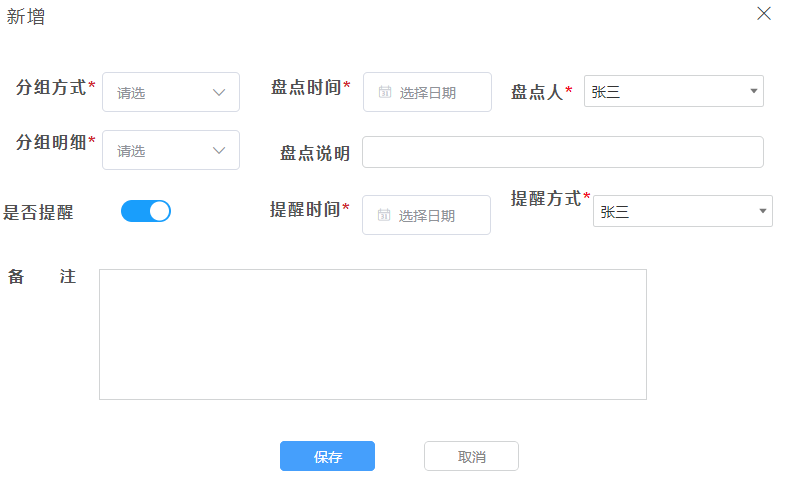 新增
分组方式* 请选 盘点时间* 选择日期 盘点人* 张三
分组明细* 请选 盘点说明
是否提醒 提醒时间* 选择日期 提醒方式* 张三
备 注
保存 取消